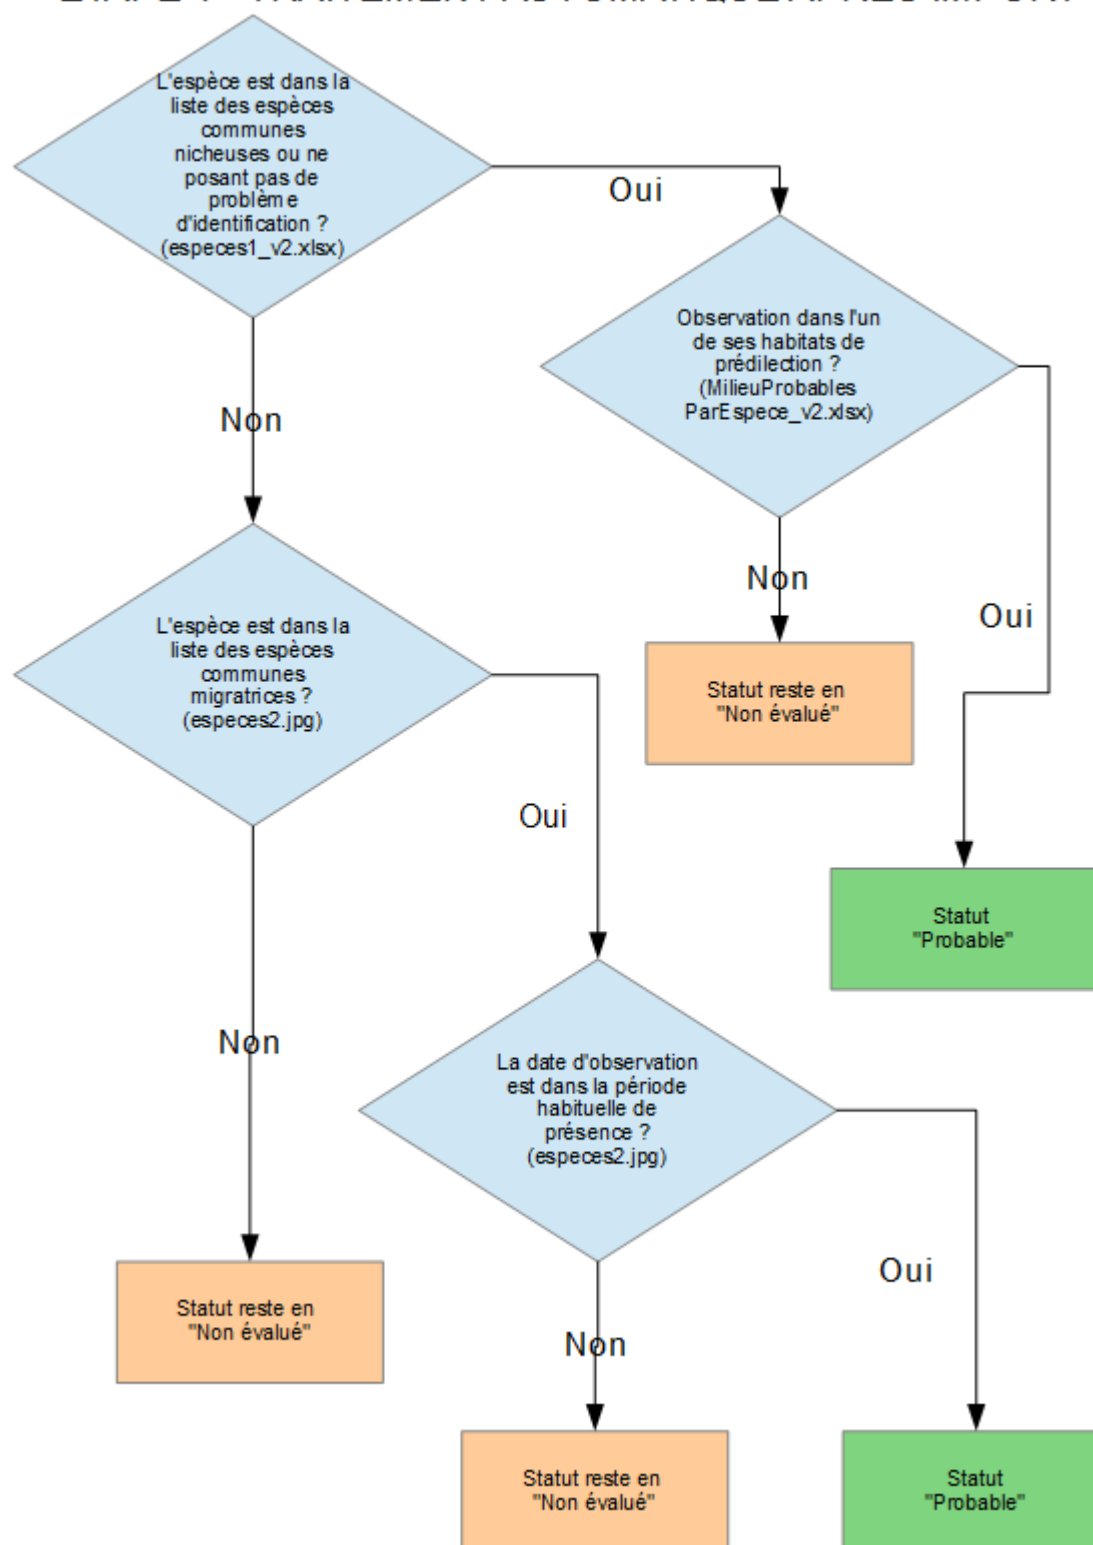 L'espèce est dans la
liste des espèces
communes
nicheuses ou ne
posant pas de
problème
d'identification ?
(especes1_v2.xlsx)
Oui
Observation dans l'un
de ses habitats de
prédilection ?
(MilieuProbables
ParEspece_v2.xlsx)
Non
Non
Oui
L'espèce est dans la
liste des espèces
communes
migratrices ?
(especes2.jpg)
Statut reste en
"Non évalué"
Oui
Statut
"Probable"
Non
La date d'observation
est dans la période
habituelle de
présence ?
(especes2.jpg)
Oui
Statut reste en
"Non évalué"
Non
Statut reste en
"Non évalué"
Statut
"Probable"